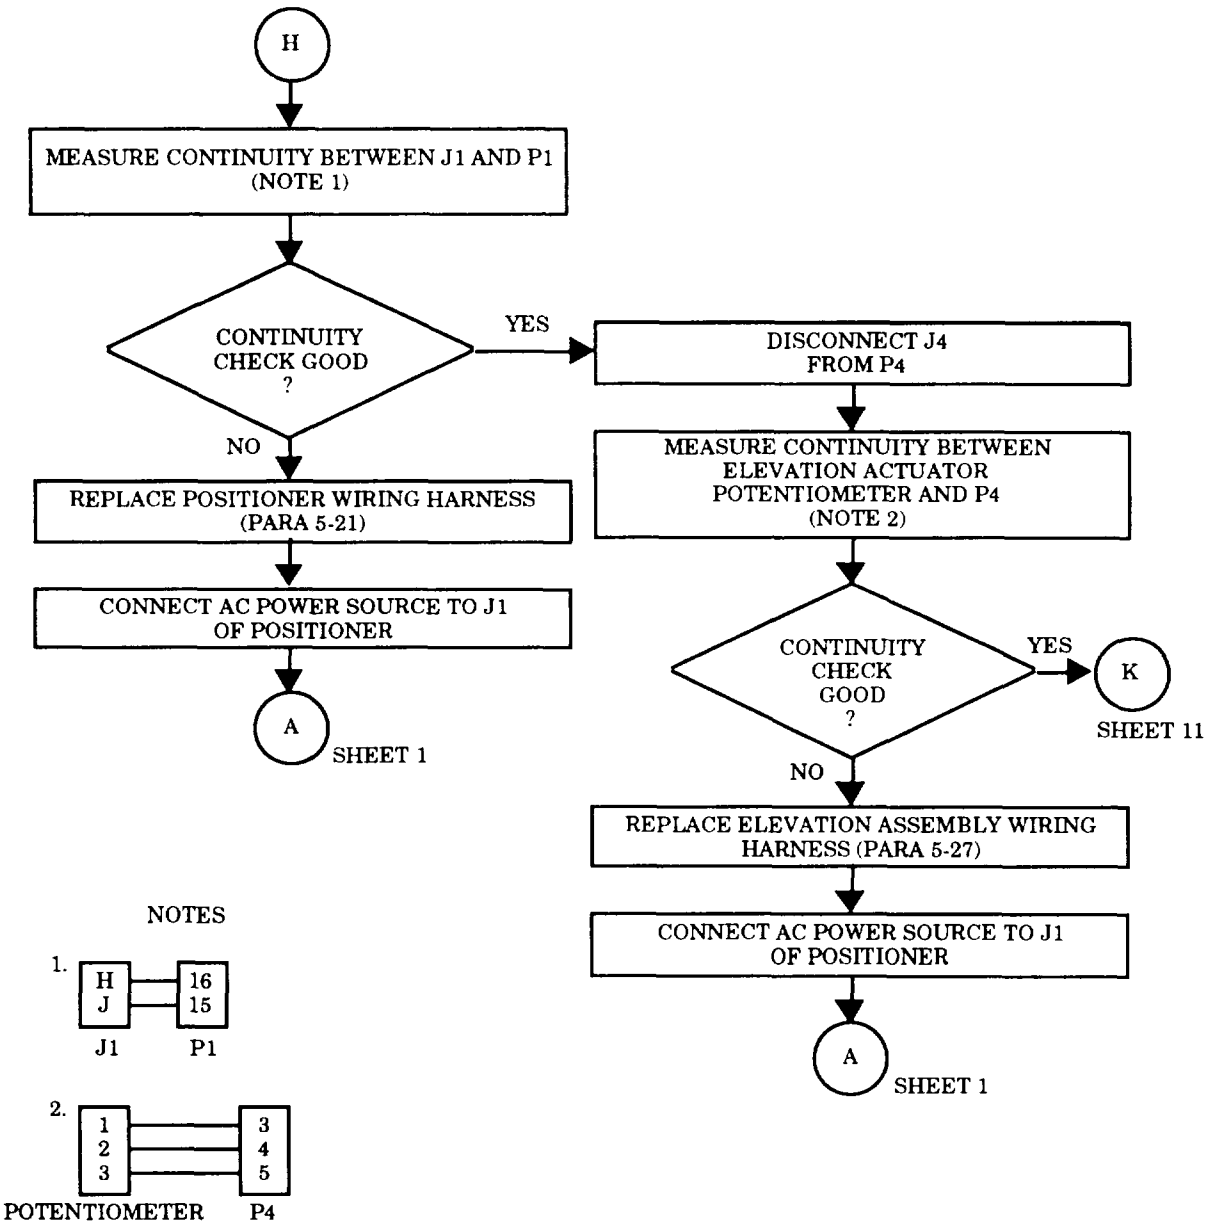 H
MEASURE CONTINUITY BETWEEN J1 AND P1
(NOTE 1)
CONTINUITY
CHECK GOOD
?
YES
NO
REPLACE POSITIONER WIRING HARNESS
(PARA 5-21)
CONNECT AC POWER SOURCE TO J1
OF POSITIONER
A
SHEET 1
DISCONNECT J4
FROM P4
MEASURE CONTINUITY BETWEEN
ELEVATION ACTUATOR
POTENTIOMETER AND P4
(NOTE 2)
CONTINUITY
CHECK
GOOD
?
YES
K
SHEET 11
NO
REPLACE ELEVATION ASSEMBLY WIRING
HARNESS (PARA 5-27)
CONNECT AC POWER SOURCE TO J1
OF POSITIONER
A
SHEET 1
NOTES
1.
H 16
J 15
J1 P1
2.
1 3
2 4
3 5
POTENTIOMETER P4